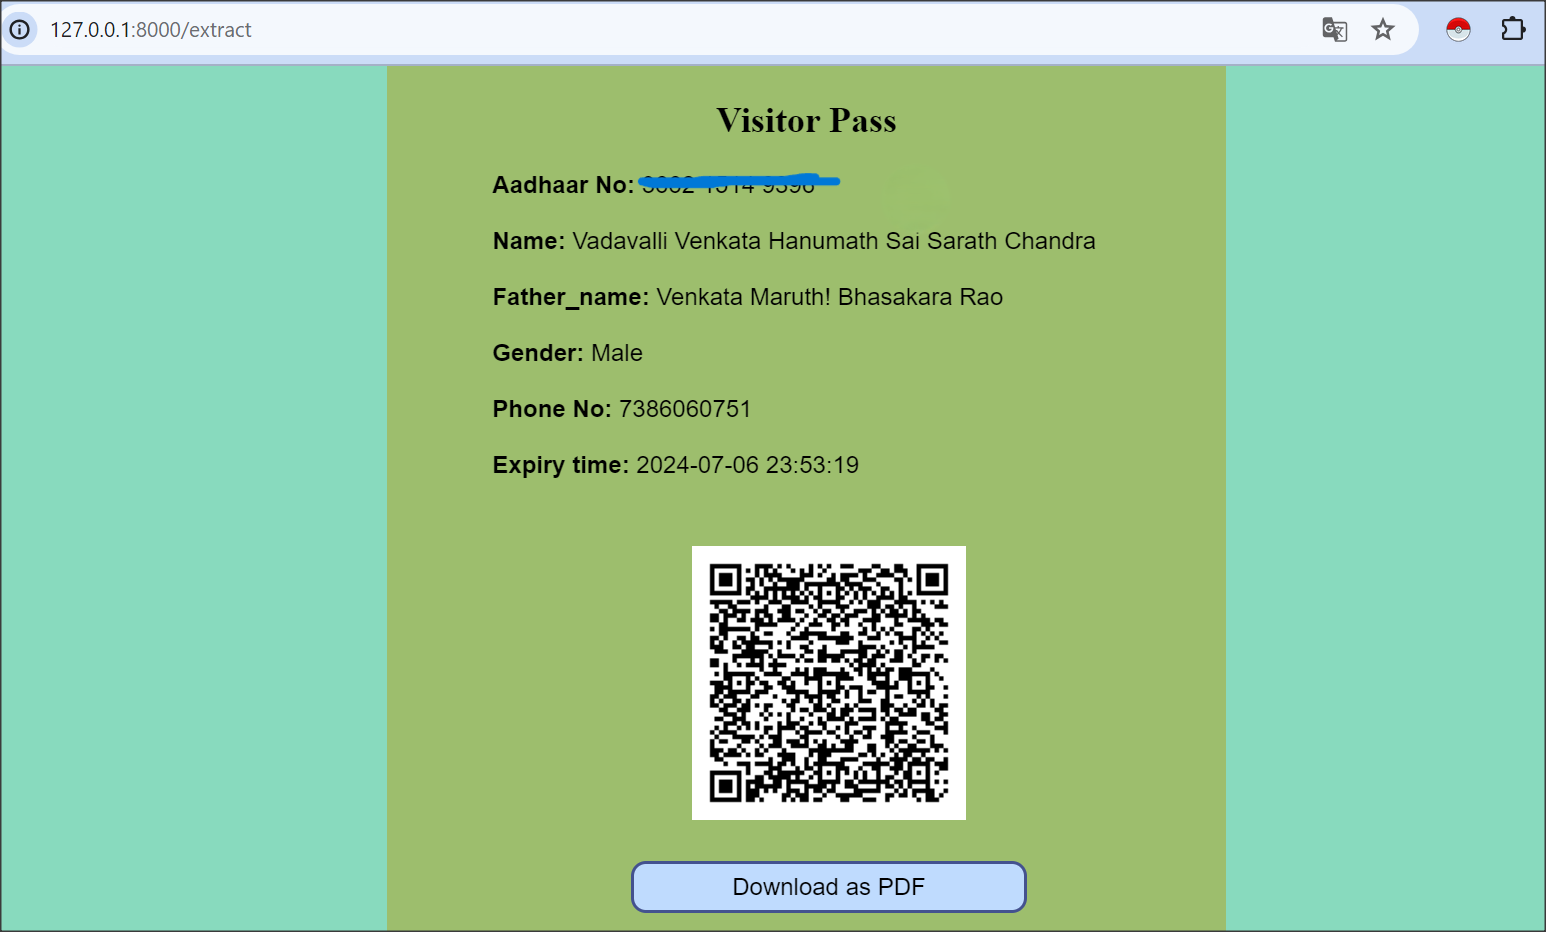 127.0.0.1:8000/extract
Visitor Pass
Aadhaar No:
Name: Vadavalli Venkata Hanumath Sai Sarath Chandra
Father_name: Venkata Maruth! Bhasakara Rao
Gender: Male
Phone No: 7386060751
Expiry time: 2024-07-06 23:53:19
Download as PDF